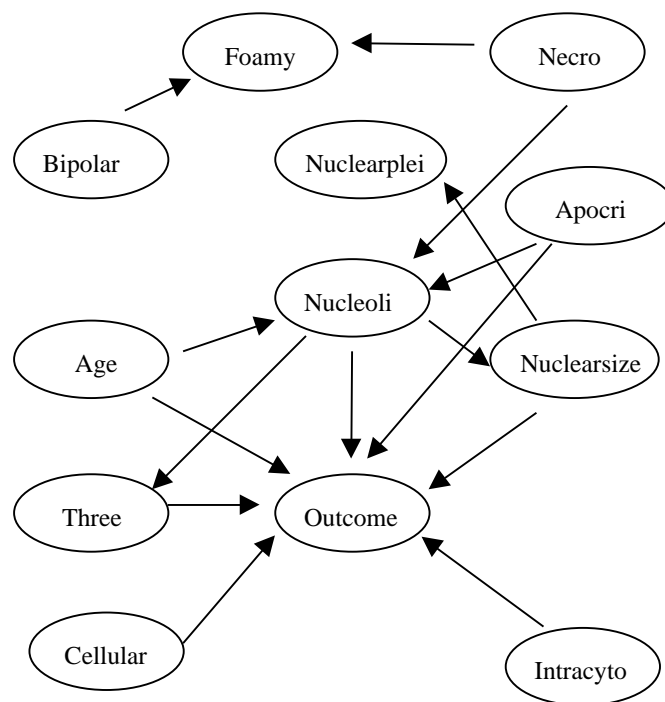 Foamy
Necro
Bipolar
Nuclearplei
Apocri
Nucleoli
Age
Nuclearsize
Three
Outcome
Cellular
Intracyto